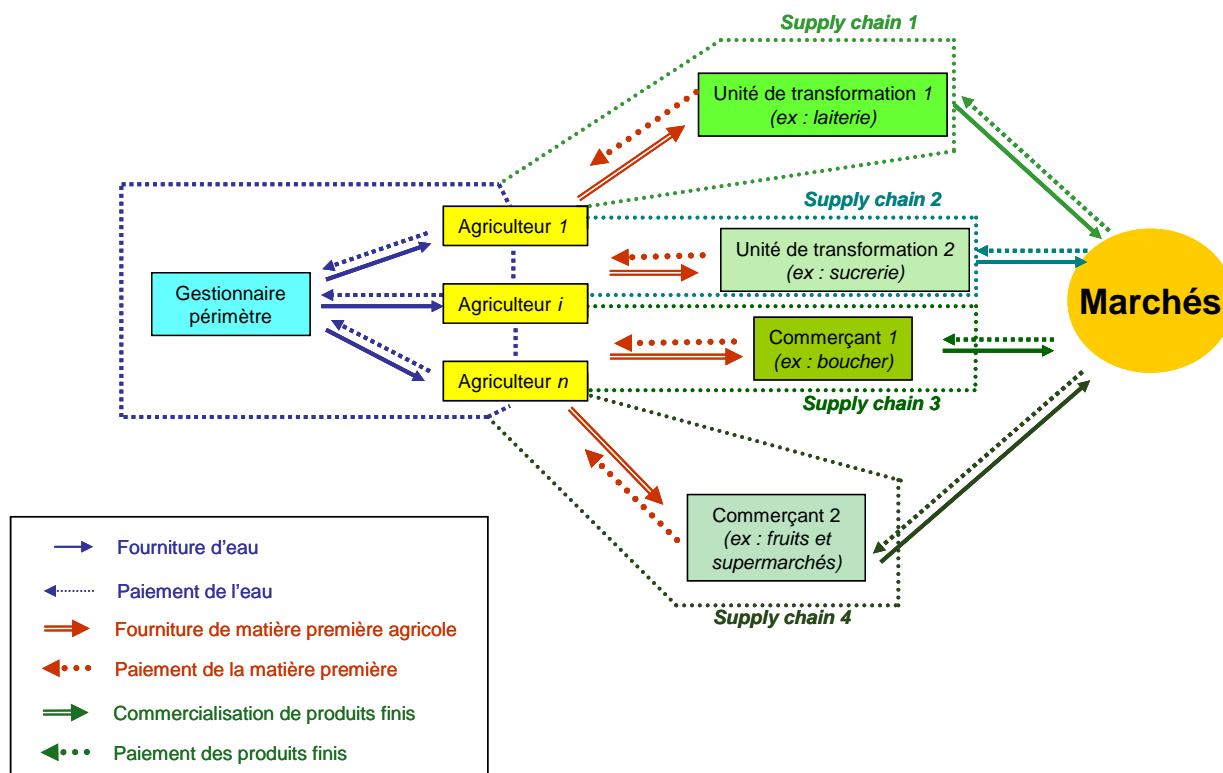 Supply chain 1
Unité de transformation 1
(ex : laiterie)
Supply chain 2
Agriculteur 1
Unité de transformation 2
(ex : sucrerie)
Gestionnaire
périmètre
Agriculteur i
Marchés
Commerçant 1
(ex : boucher)
Agriculteur n
Supply chain 3
Commerçant 2
(ex : fruits et
supermarchés)
Supply chain 4
Fourniture d'eau
Paiement de l'eau
Fourniture de matière première agricole
Paiement de la matière première
Commercialisation de produits finis
Paiement des produits finis